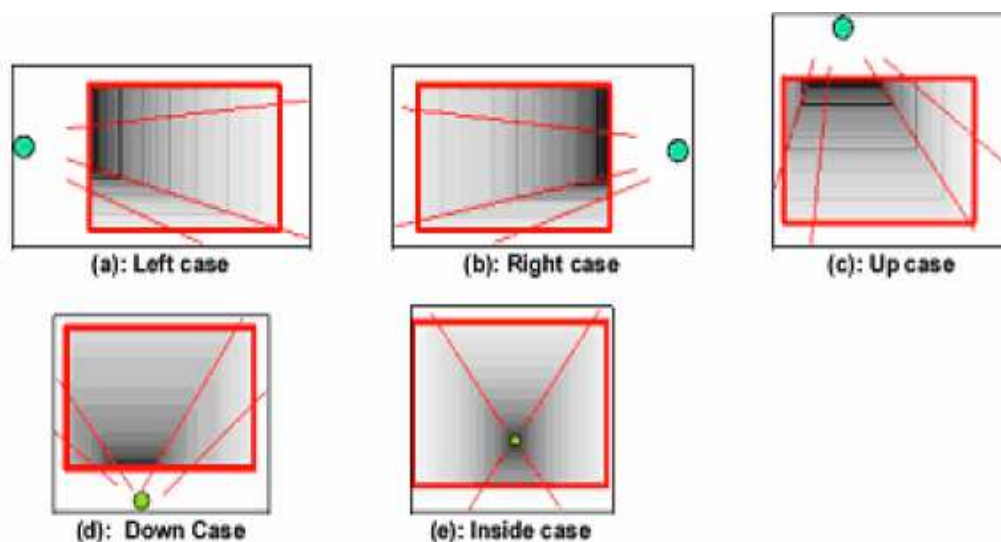 (a): Left case
(b): Right case
(c): Up case
(d): Down Case
(e): Inside case